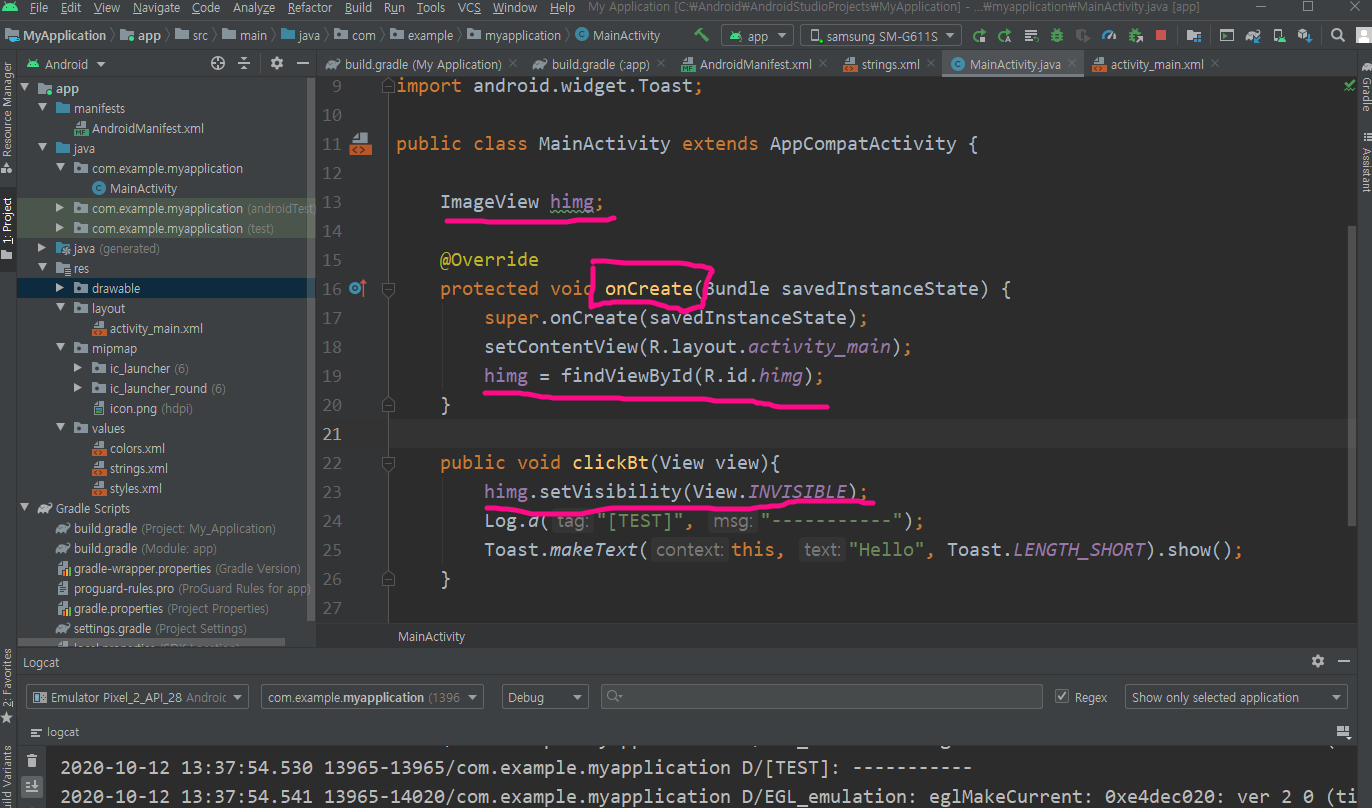 File Edit View Navigate Code Analyze Refactor Build Run Tools VCS Window Help My Application [C:₩Android₩AndroidStudioProjects₩MyApplication] - ...₩myapplication₩MainActivity.java [app]
MyApplication app src main java com example myapplication MainActivity app samsung SM-G611S
Android build.gradle (My Application) build.gradle (:app) AndroidManifest.xml strings.xml MainActivity.java activity_main.xml
Resource Manager
1: Project
2: Favorites
Gradle
Assistant
app
manifests
AndroidManifest.xml
java
com.example.myapplication
MainActivity
com.example.myapplication (androidTest)
com.example.myapplication (test)
java (generated)
res
drawable
layout
activity_main.xml
mipmap
ic_launcher (6)
ic_launcher_round (6)
icon.png (hdpi)
values
colors.xml
strings.xml
styles.xml
Gradle Scripts
build.gradle (Project: My_Application)
build.gradle (Module: app)
gradle-wrapper.properties (Gradle Version)
proguard-rules.pro (ProGuard Rules for app)
gradle.properties (Project Properties)
settings.gradle (Project Settings)
9 import android.widget.Toast;
10
11 public class MainActivity extends AppCompatActivity {
12
13 ImageView himg;
14
15 @Override
16 protected void onCreate(Bundle savedInstanceState) {
17 super.onCreate(savedInstanceState);
18 setContentView(R.layout.activity_main);
19 himg = findViewById(R.id.himg);
20 }
21
22 public void clickBt(View view){
23 himg.setVisibility(View.INVISIBLE);
24 Log.d( tag: "[TEST]", msg: "-----------");
25 Toast.makeText( context: this, text: "Hello", Toast.LENGTH_SHORT).show();
26 }
27
MainActivity
Logcat
Emulator Pixel_2_API_28 Android com.example.myapplication (1396 Debug Regex Show only selected application
logcat
2020-10-12 13:37:54.530 13965-13965/com.example.myapplication D/[TEST]: -----------
2020-10-12 13:37:54.541 13965-14020/com.example.myapplication D/EGL_emulation: eglMakeCurrent: 0xe4dec020: ver 2 0 (ti